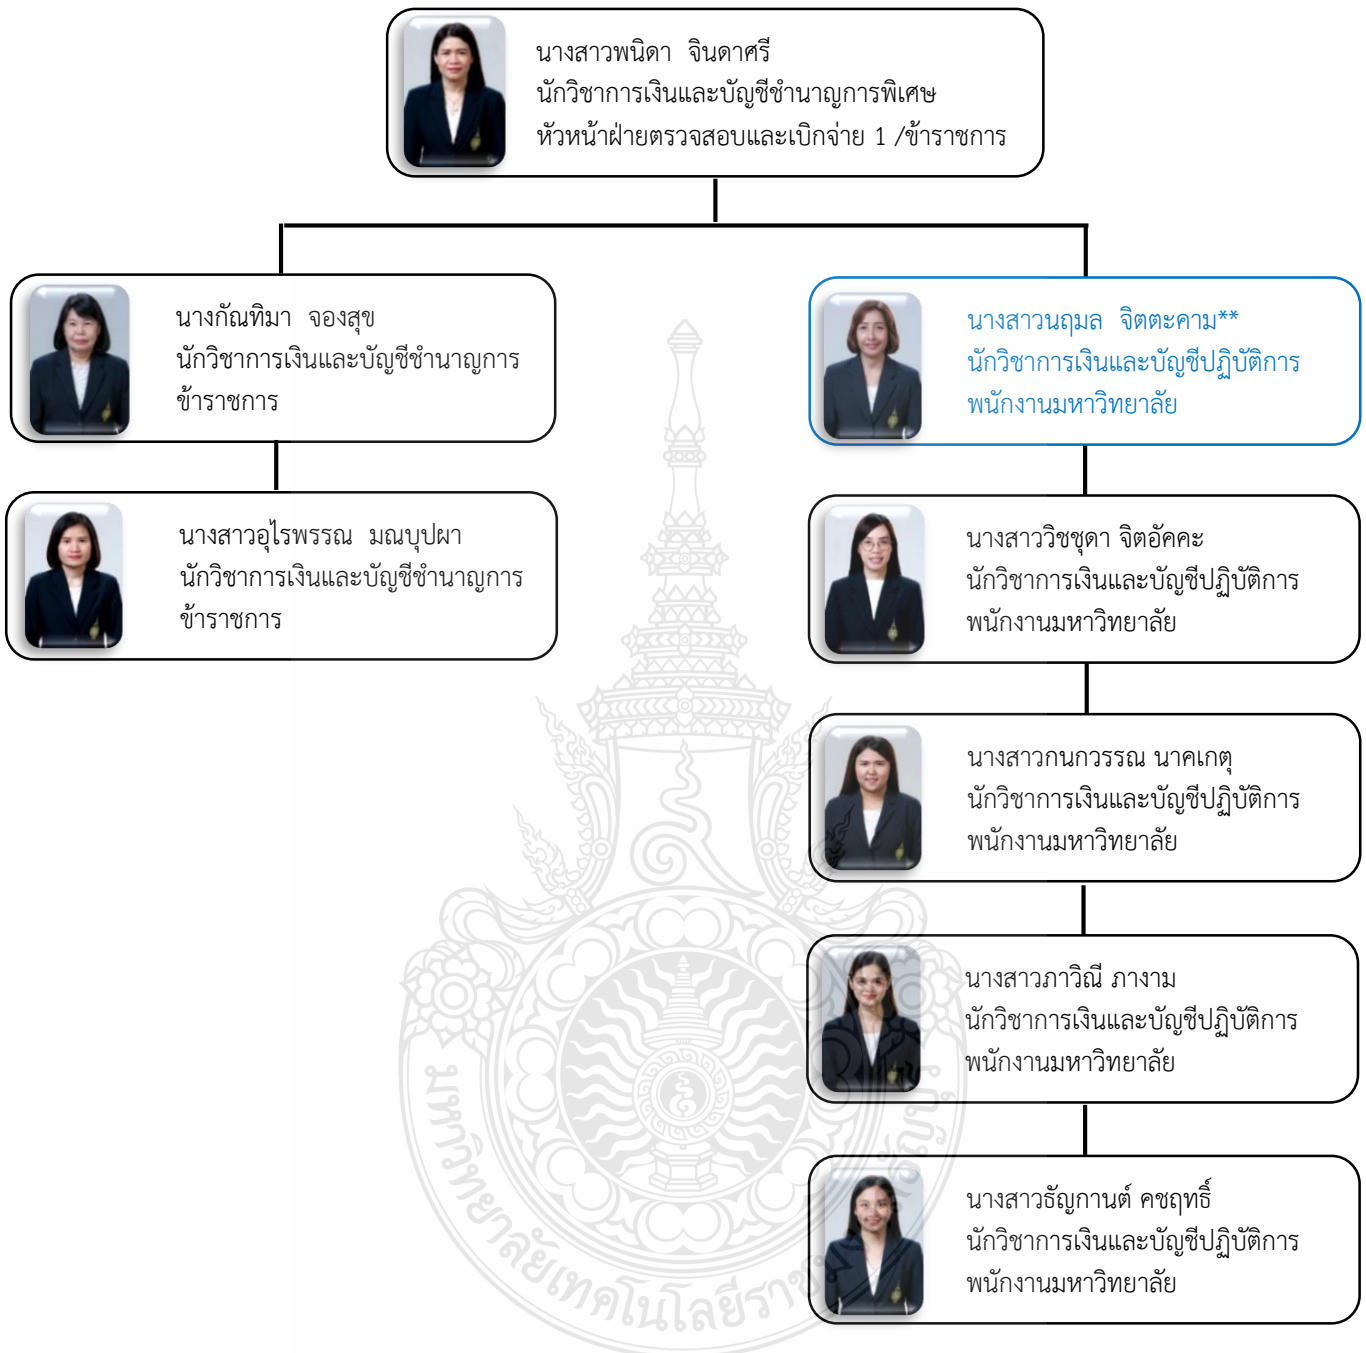 นางสาวพนิดา  จินดาศรี
นักวิชาการเงินและบัญชีชำนาญการพิเศษ
หัวหน้าฝ่ายตรวจสอบและเบิกจ่าย 1 /ข้าราชการ
นางกัณทิมา  จองสุข
นักวิชาการเงินและบัญชีชำนาญการ
ข้าราชการ
นางสาวอุไรพรรณ  มณบุปผา
นักวิชาการเงินและบัญชีชำนาญการ
ข้าราชการ
นางสาวนฤมล  จิตตะคาม**
นักวิชาการเงินและบัญชีปฏิบัติการ
พนักงานมหาวิทยาลัย
นางสาววิชชุดา จิตอัคคะ
นักวิชาการเงินและบัญชีปฏิบัติการ
พนักงานมหาวิทยาลัย
นางสาวกนกวรรณ นาคเกตุ
นักวิชาการเงินและบัญชีปฏิบัติการ
พนักงานมหาวิทยาลัย
นางสาวภาวิณี ภางาม
นักวิชาการเงินและบัญชีปฏิบัติการ
พนักงานมหาวิทยาลัย
นางสาวธัญกานต์ คชฤทธิ์
นักวิชาการเงินและบัญชีปฏิบัติการ
พนักงานมหาวิทยาลัย